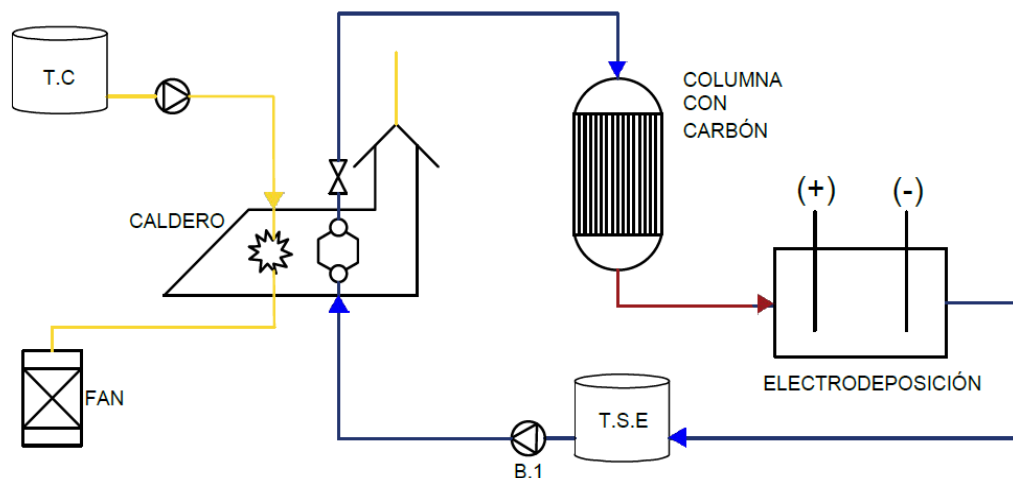 T.C
COLUMNA
CON
CARBÓN
(+) (-)
CALDERO
FAN
ELECTRODEPOSICIÓN
T.S.E
B.1